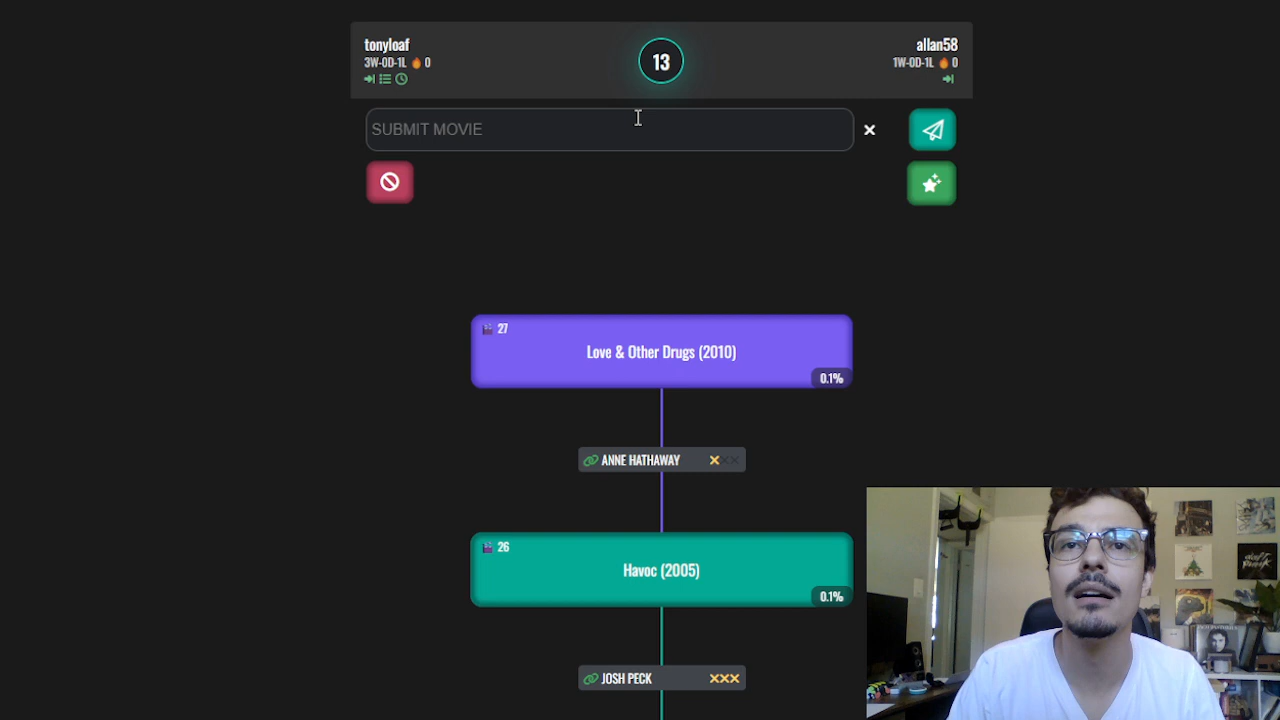 tonyloaf
3W-0D-1L 0
13
allan58
1W-0D-1L 0
SUBMIT MOVIE
27
Love & Other Drugs (2010)
0.1%
ANNE HATHAWAY
26
Havoc (2005)
0.1%
JOSH PECK